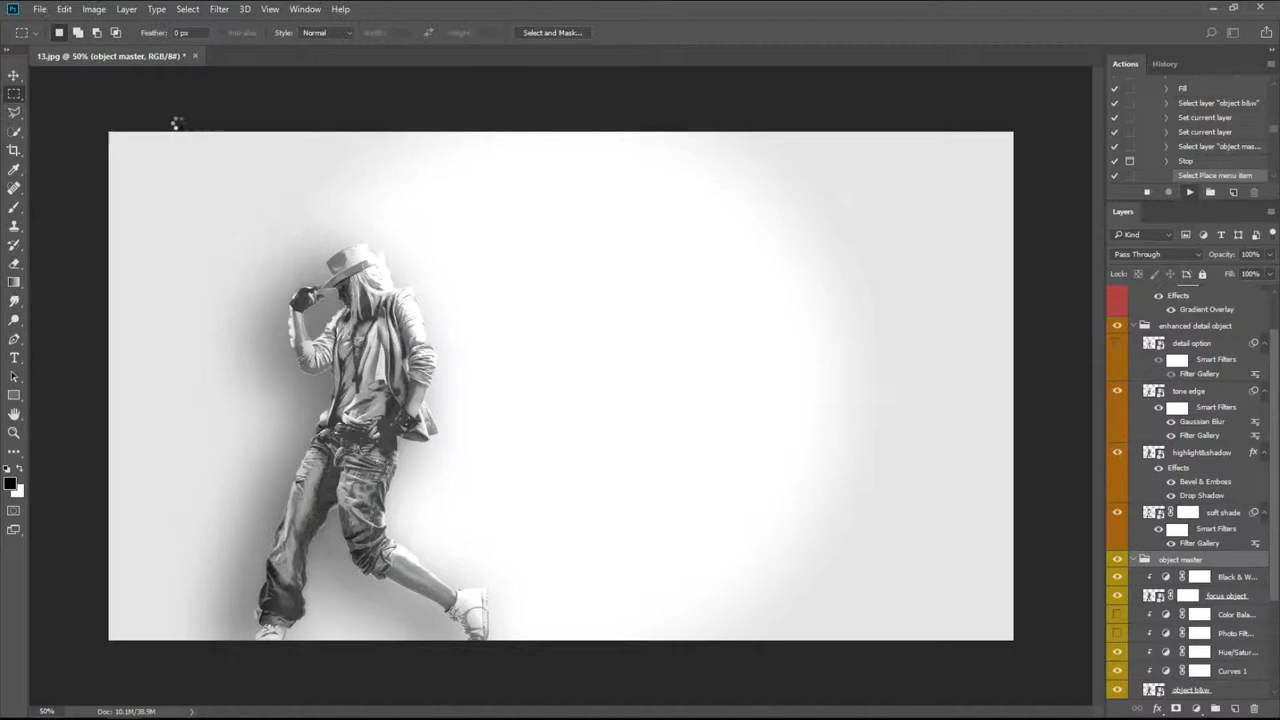 Ps File Edit Image Layer Type Select Filter 3D View Window Help
Feather: 0 px Anti-alias Style: Normal Width: Height: Select and Mask...
13.jpg @ 50% (object master, RGB/8#) * ×
Actions History
Fill
Select layer "object b&w"
Set current layer
Set current layer
Select layer "object mas...
Stop
Select Place menu item
Layers
Kind
Pass Through Opacity: 100%
Lock: Fill: 100%
Effects
Gradient Overlay
enhanced detail object
detail option
Smart Filters
Filter Gallery
tone edge
Smart Filters
Gaussian Blur
Filter Gallery
highlight&shadow fx
Effects
Bevel & Emboss
Drop Shadow
soft shade
Smart Filters
Filter Gallery
object master
Black & W...
focus object
Color Bala...
Photo Filt...
Hue/Satur...
Curves 1
object b&w
50% Doc: 10.1M/38.9M
fx